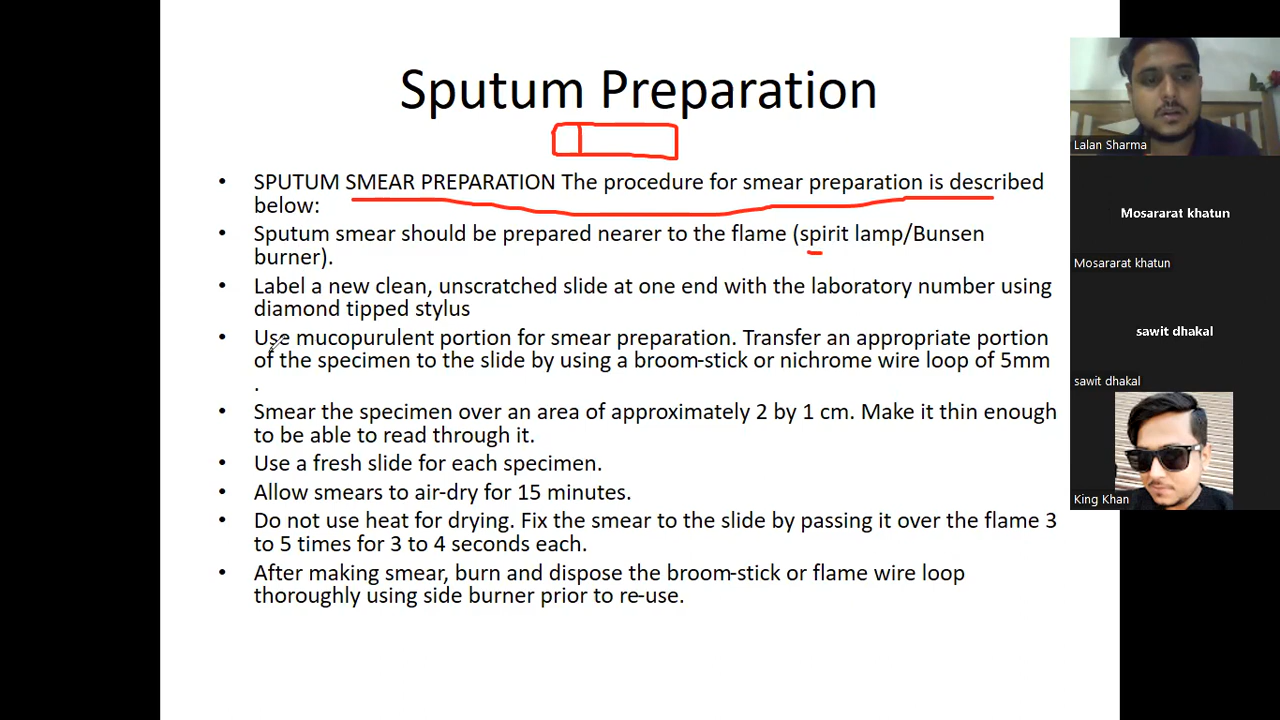 Sputum Preparation
• SPUTUM SMEAR PREPARATION The procedure for smear preparation is described
below:
• Sputum smear should be prepared nearer to the flame (spirit lamp/Bunsen
burner).
• Label a new clean, unscratched slide at one end with the laboratory number using
diamond tipped stylus
• Use mucopurulent portion for smear preparation. Transfer an appropriate portion
of the specimen to the slide by using a broom-stick or nichrome wire loop of 5mm
.
• Smear the specimen over an area of approximately 2 by 1 cm. Make it thin enough
to be able to read through it.
• Use a fresh slide for each specimen.
• Allow smears to air-dry for 15 minutes.
• Do not use heat for drying. Fix the smear to the slide by passing it over the flame 3
to 5 times for 3 to 4 seconds each.
• After making smear, burn and dispose the broom-stick or flame wire loop
thoroughly using side burner prior to re-use.
Lalan Sharma
Mosararat khatun
Mosararat khatun
sawit dhakal
sawit dhakal
King Khan